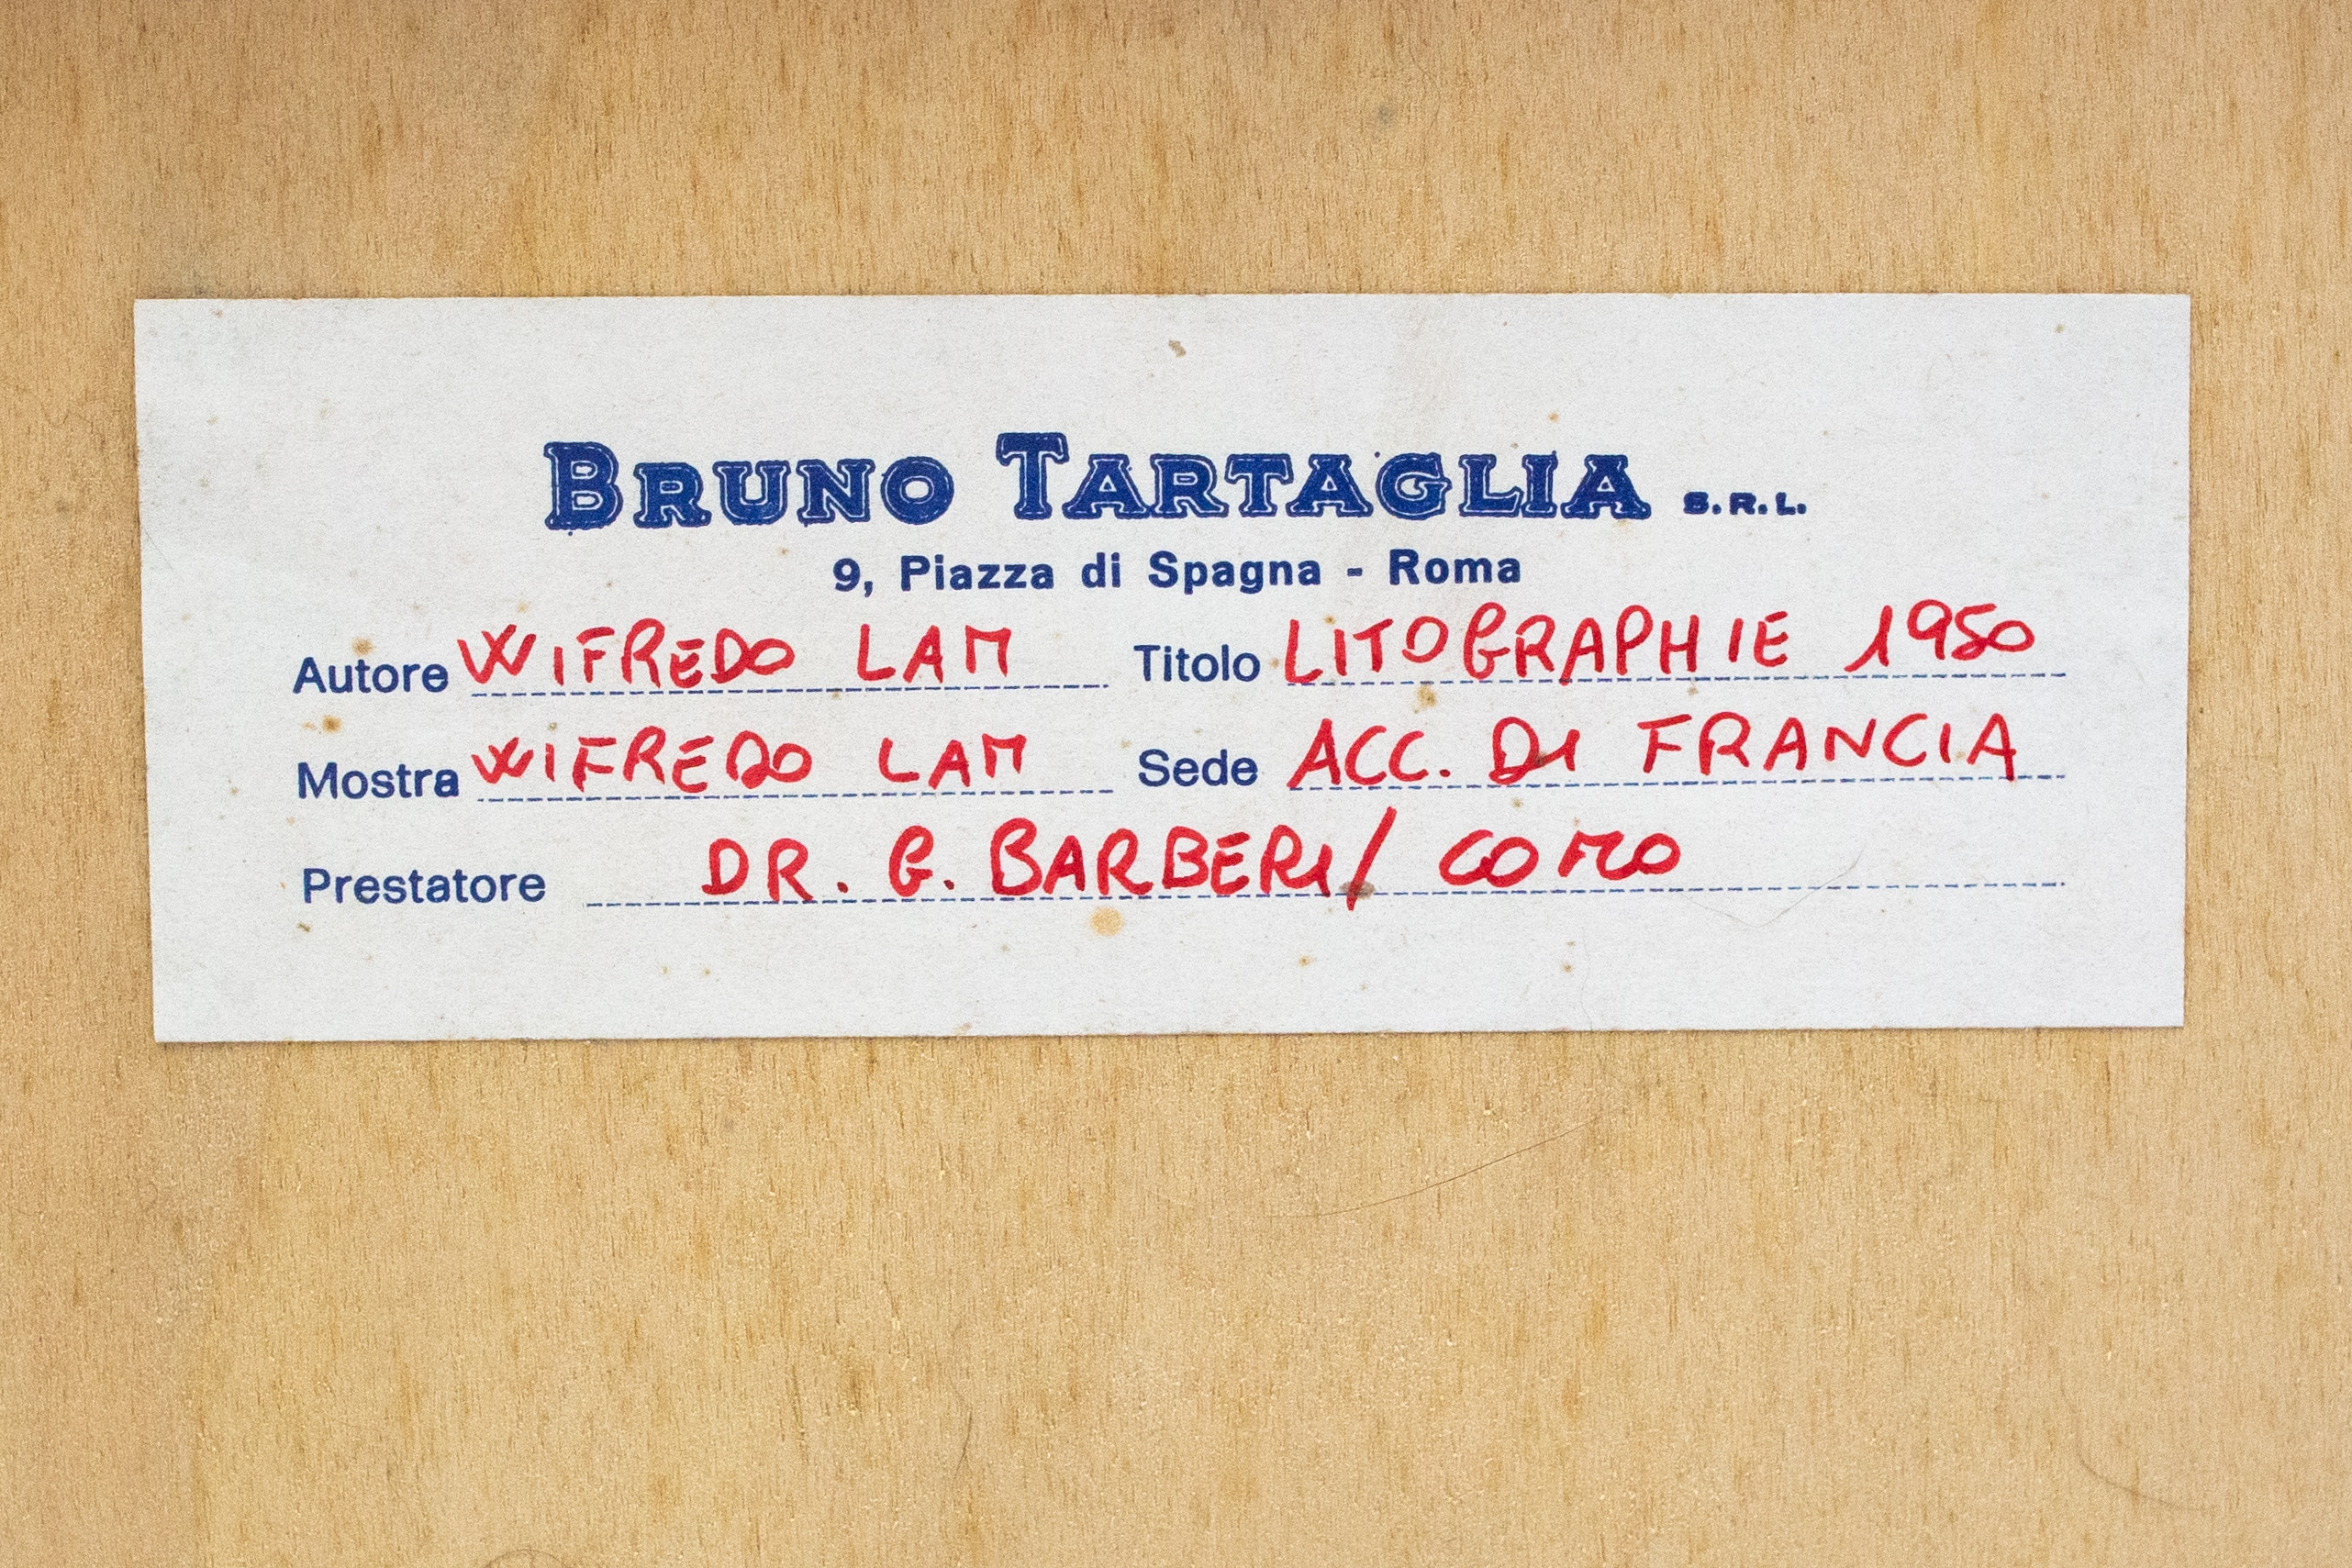 BRUNO TARTAGLIA S.R.L.
9, Piazza di Spagna - Roma
Autore WIFREDO LAM Titolo LITOGRAPHIE 1950
Mostra WIFREDO LAM Sede ACC. DI FRANCIA
Prestatore DR. G. BARBERI/ COMO